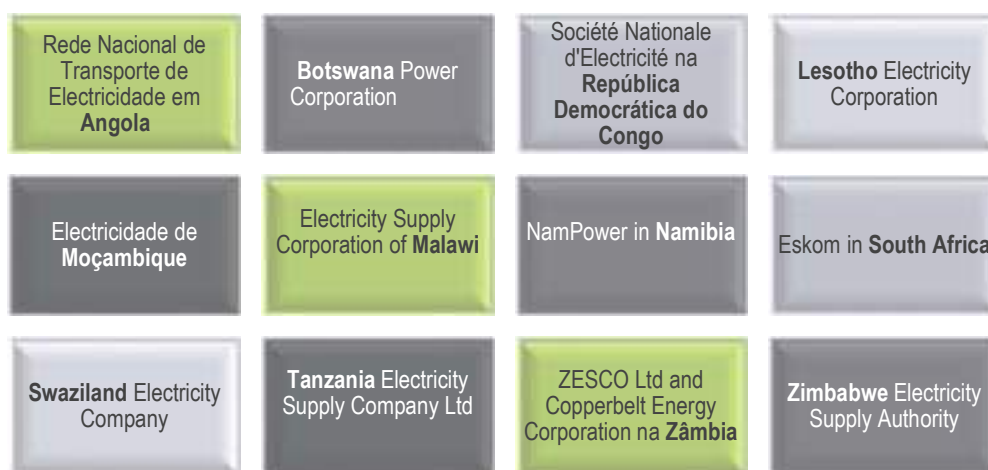 Rede Nacional de
Transporte de
Electricidade em
Angola
Botswana Power
Corporation
Société Nationale
d'Electricité na
República
Democrática do
Congo
Lesotho Electricity
Corporation
Electricidade de
Moçambique
Electricity Supply
Corporation of Malawi
NamPower in Namibia
Eskom in South Africa
Swaziland Electricity
Company
Tanzania Electricity
Supply Company Ltd
ZESCO Ltd and
Copperbelt Energy
Corporation na Zâmbia
Zimbabwe Electricity
Supply Authority